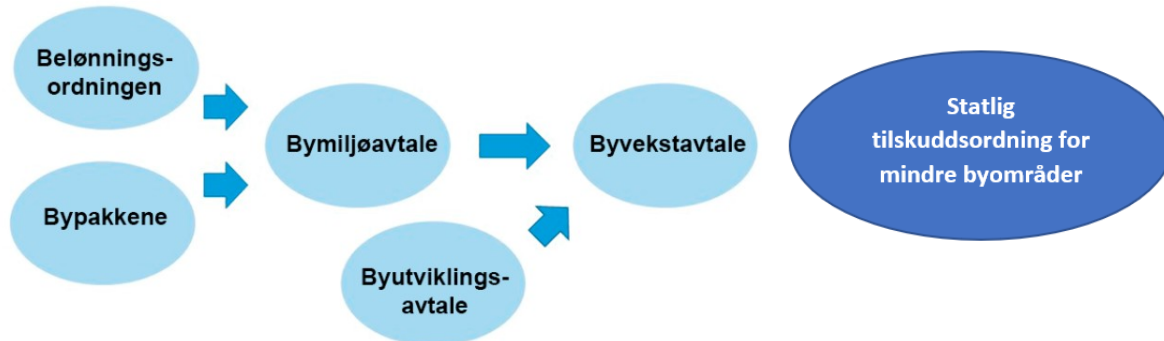 Belønnings-
ordningen
Bypakkene
Bymiljøavtale
Byutviklings-
avtale
Byvekstavtale
Statlig
tilskuddsordning for
mindre byområder